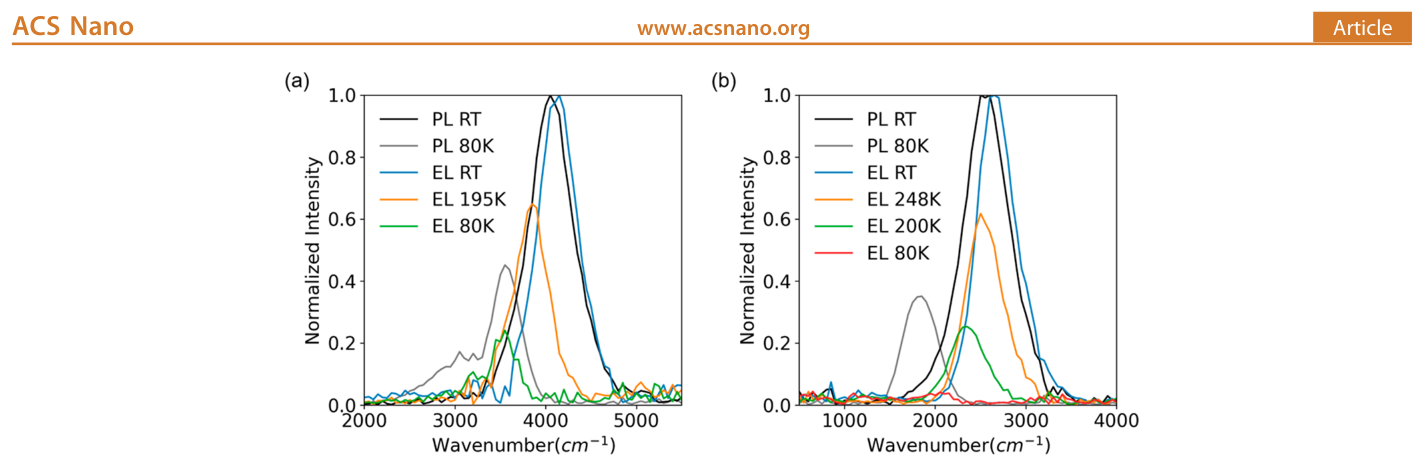 ACS Nano www.acsnano.org Article
(a)
Normalized Intensity
1.0
0.8
0.6
0.4
0.2
0.0
PL RT
PL 80K
EL RT
EL 195K
EL 80K
2000 3000 4000 5000
Wavenumber(cm⁻¹)
(b)
Normalized Intensity
1.0
0.8
0.6
0.4
0.2
0.0
PL RT
PL 80K
EL RT
EL 248K
EL 200K
EL 80K
1000 2000 3000 4000
Wavenumber(cm⁻¹)